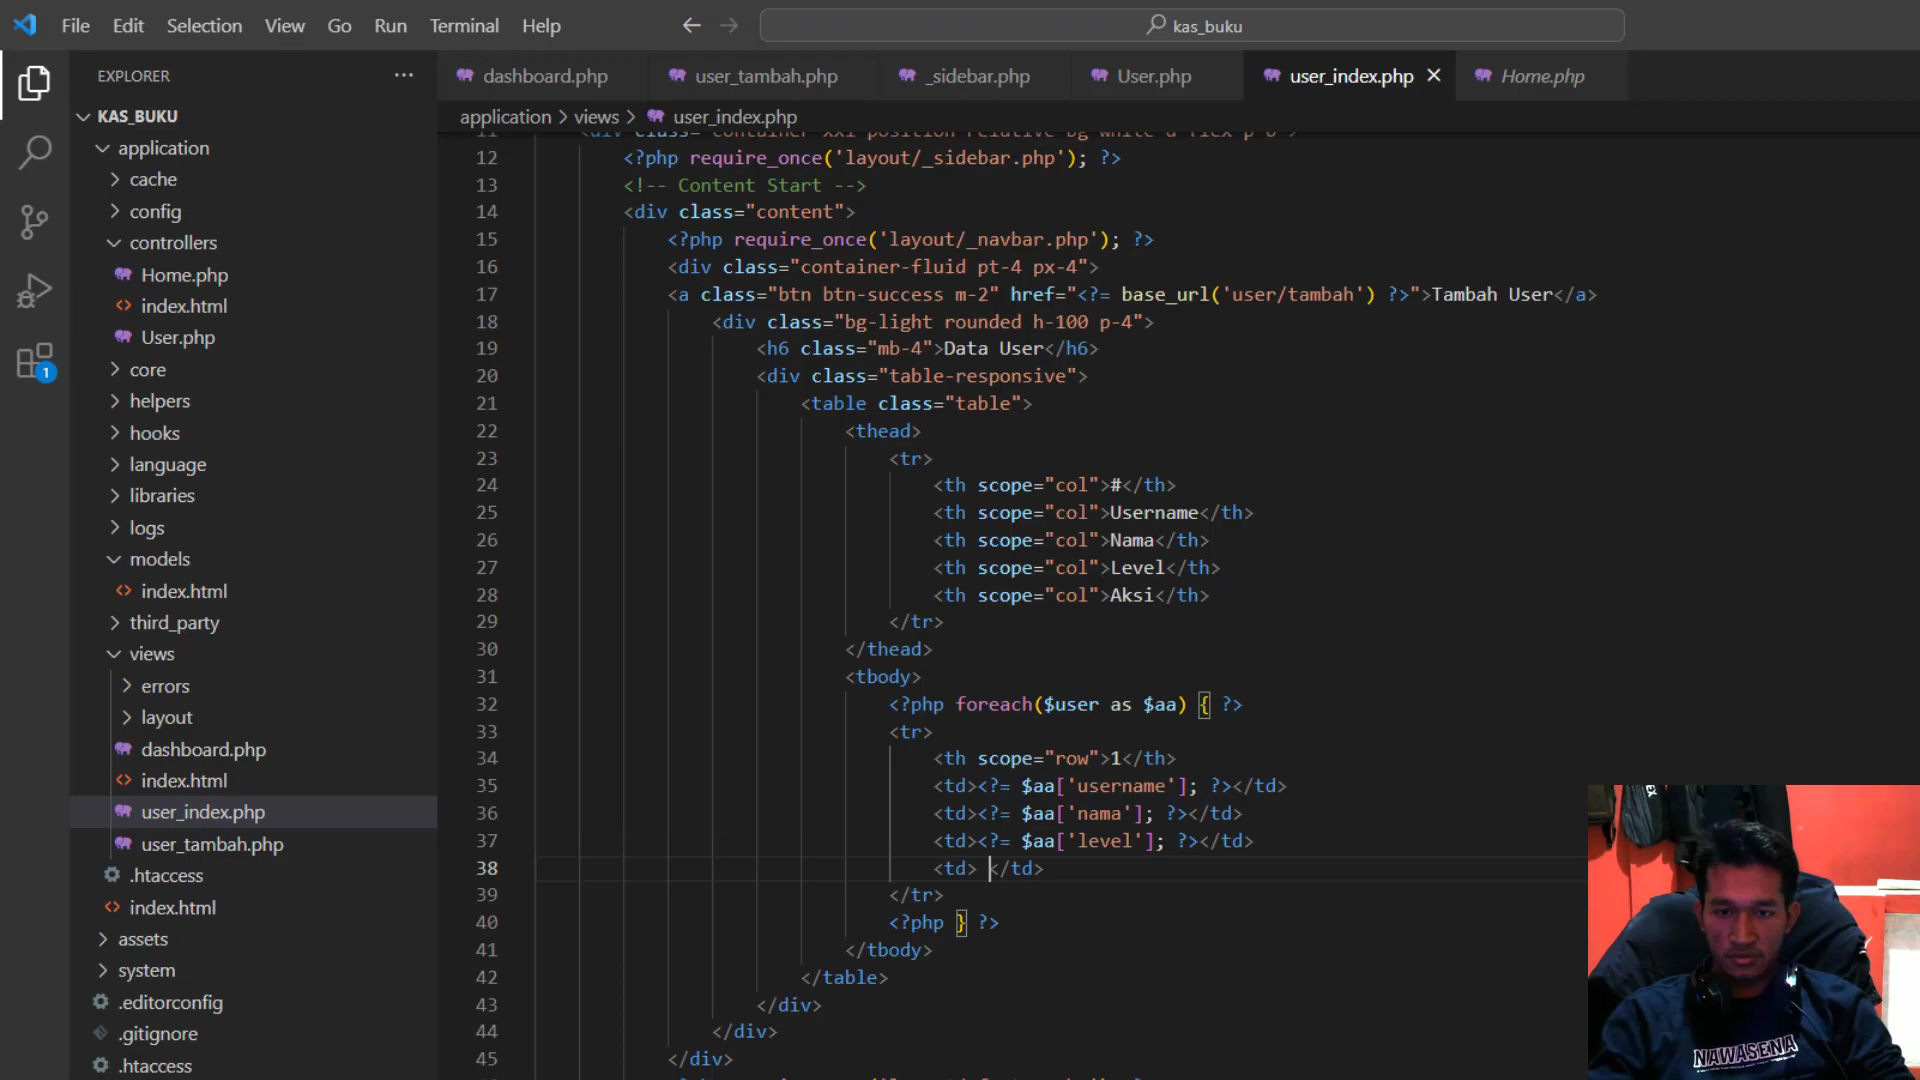 File Edit Selection View Go Run Terminal Help
kas_buku
EXPLORER
dashboard.php
user_tambah.php
_sidebar.php
User.php
user_index.php
Home.php
application > views > user_index.php
KAS_BUKU
application
cache
config
controllers
Home.php
index.html
User.php
core
helpers
hooks
language
libraries
logs
models
index.html
third_party
views
errors
layout
dashboard.php
index.html
user_index.php
user_tambah.php
.htaccess
index.html
assets
system
.editorconfig
.gitignore
.htaccess
1
11 <div class="container-xxl position-relative bg-white d-flex p-0">
12 <?php require_once('layout/_sidebar.php'); ?>
13 <!-- Content Start -->
14 <div class="content">
15 <?php require_once('layout/_navbar.php'); ?>
16 <div class="container-fluid pt-4 px-4">
17 <a class="btn btn-success m-2" href="<?= base_url('user/tambah') ?>">Tambah User</a>
18 <div class="bg-light rounded h-100 p-4">
19 <h6 class="mb-4">Data User</h6>
20 <div class="table-responsive">
21 <table class="table">
22 <thead>
23 <tr>
24 <th scope="col">#</th>
25 <th scope="col">Username</th>
26 <th scope="col">Nama</th>
27 <th scope="col">Level</th>
28 <th scope="col">Aksi</th>
29 </tr>
30 </thead>
31 <tbody>
32 <?php foreach($user as $aa) { ?>
33 <tr>
34 <th scope="row">1</th>
35 <td><?= $aa['username']; ?></td>
36 <td><?= $aa['nama']; ?></td>
37 <td><?= $aa['level']; ?></td>
38 <td> </td>
39 </tr>
40 <?php } ?>
41 </tbody>
42 </table>
43 </div>
44 </div>
45 </div>
NAWASENA